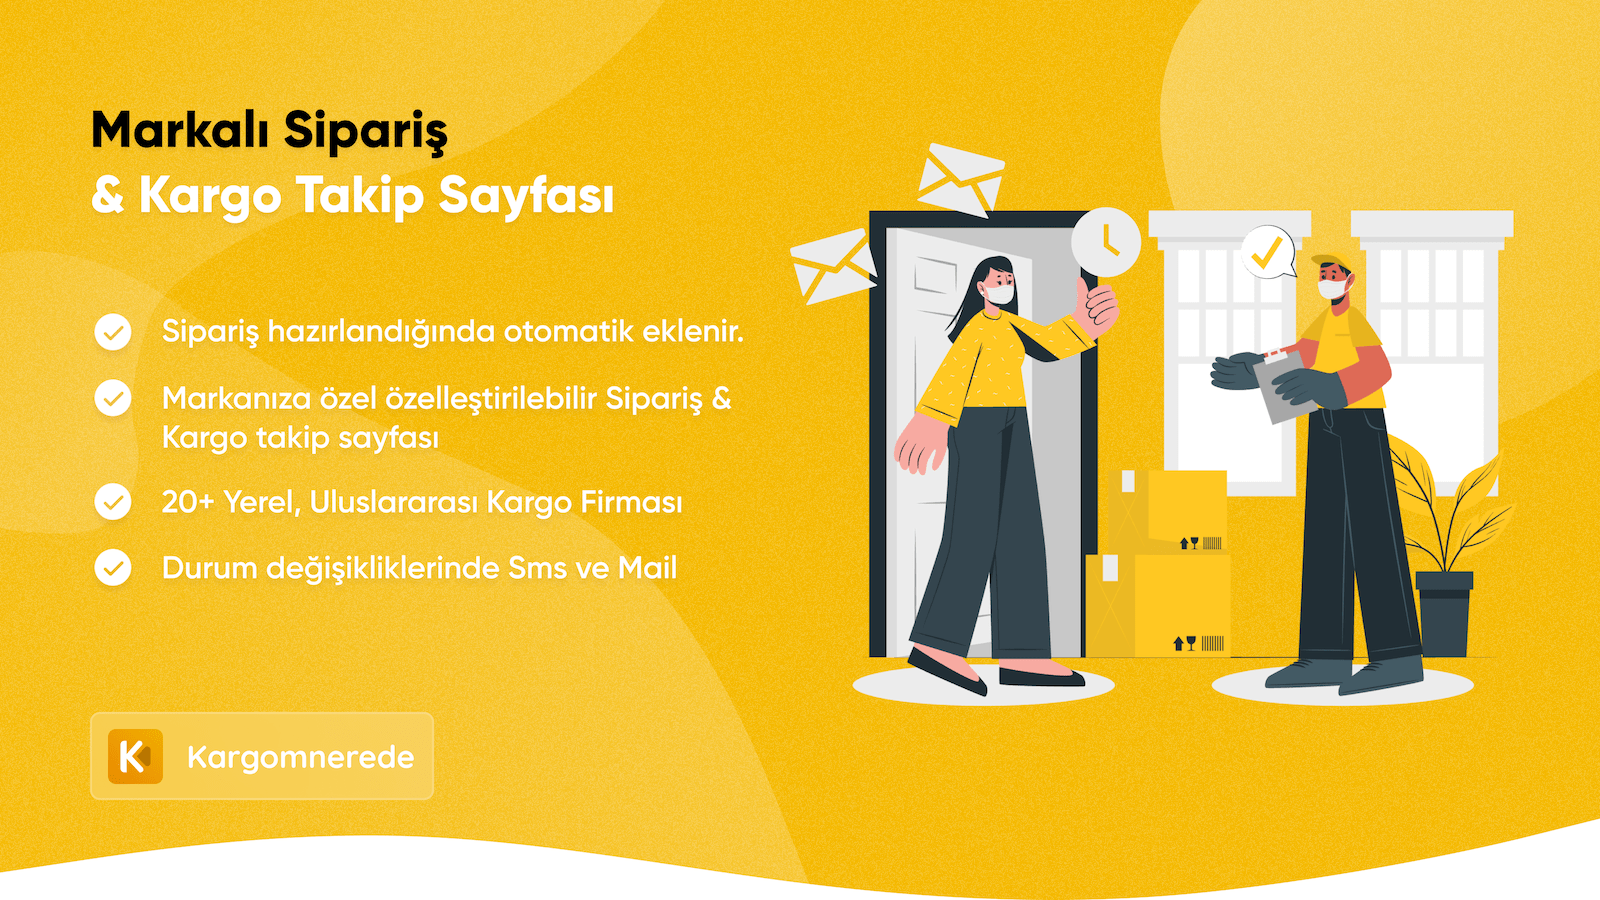 Markalı Sipariş
& Kargo Takip Sayfası
Sipariş hazırlandığında otomatik eklenir.
Markanıza özel özelleştirilebilir Sipariş &
Kargo takip sayfası
20+ Yerel, Uluslararası Kargo Firması
Durum değişikliklerinde Sms ve Mail
K
Kargomnerede